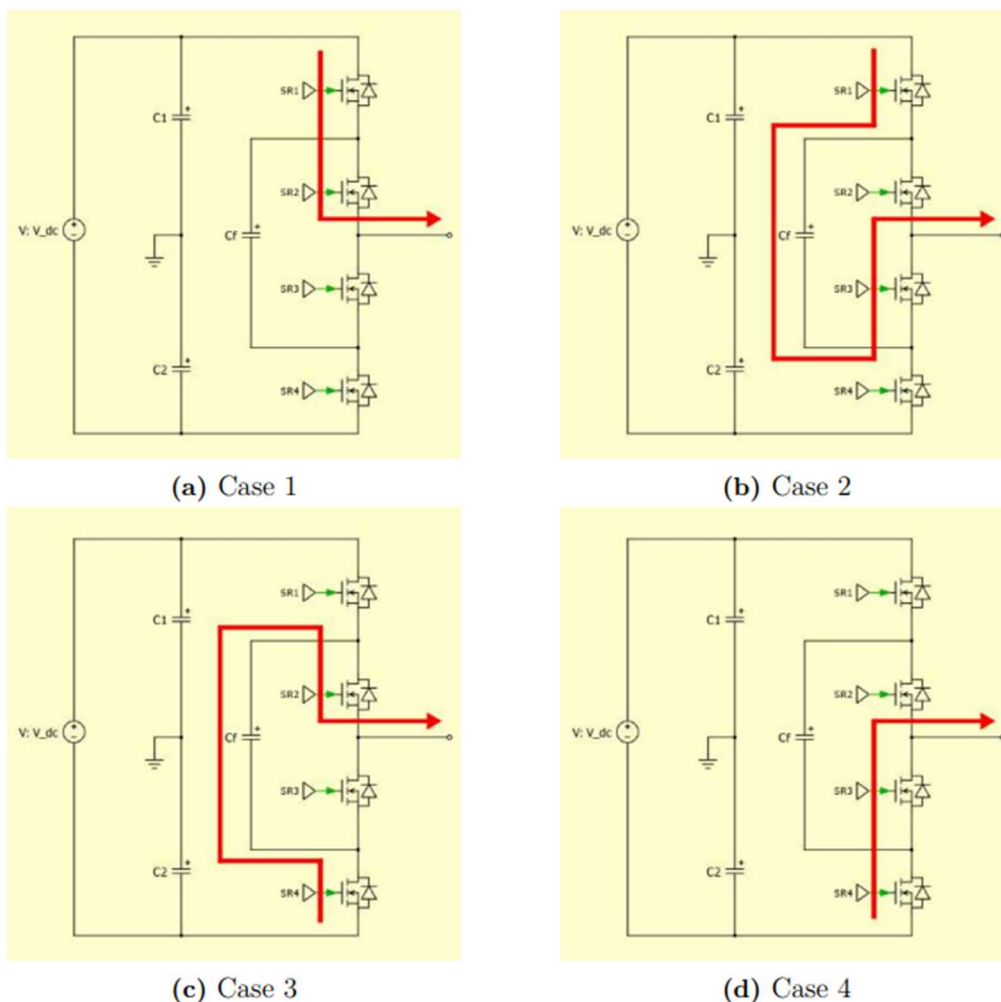 C1
+
SR1
V: V_dc
+
SR2
Cf
+
SR3
C2
+
SR4
C1
+
SR1
V: V_dc
+
SR2
Cf
+
SR3
C2
+
SR4
(a) Case 1
(b) Case 2
C1
+
SR1
V: V_dc
+
SR2
Cf
+
SR3
C2
+
SR4
C1
+
SR1
V: V_dc
+
SR2
Cf
+
SR3
C2
+
SR4
(c) Case 3
(d) Case 4